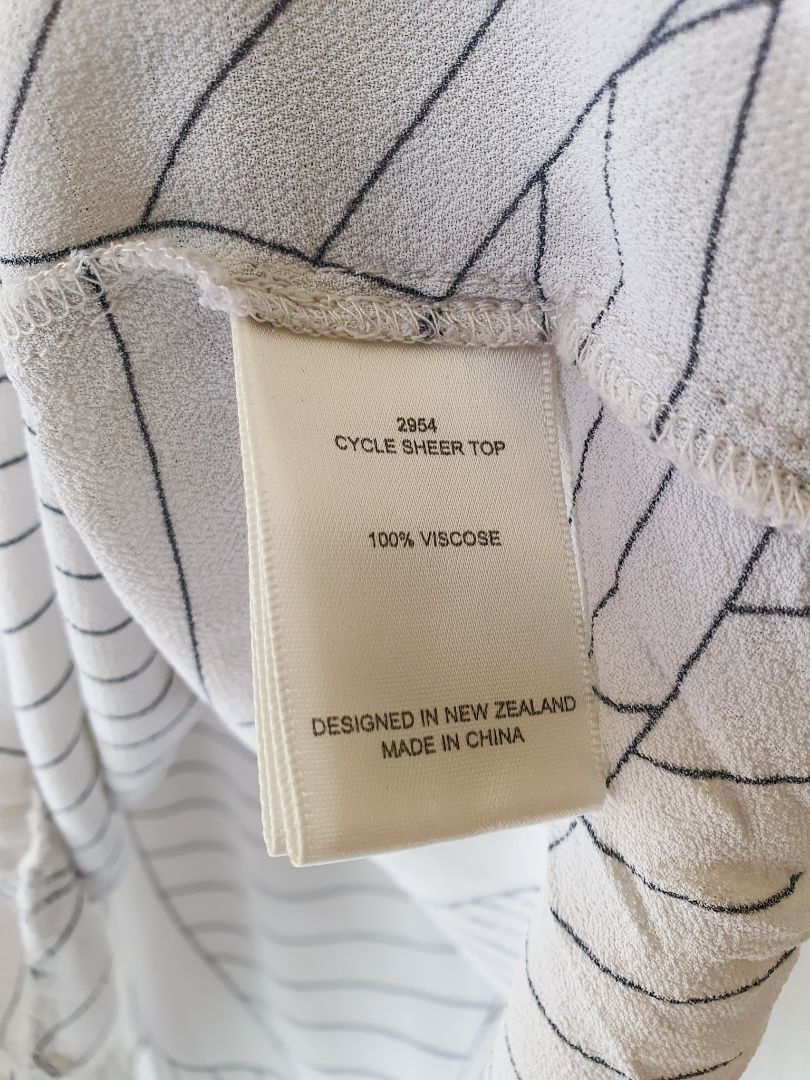 2954
CYCLE SHEER TOP
100% VISCOSE
DESIGNED IN NEW ZEALAND
MADE IN CHINA